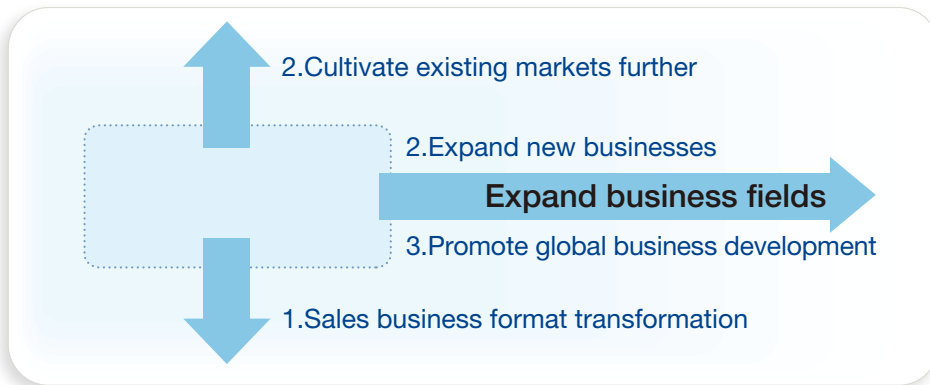 2.Cultivate existing markets further
2.Expand new businesses
Expand business fields
3.Promote global business development
1.Sales business format transformation